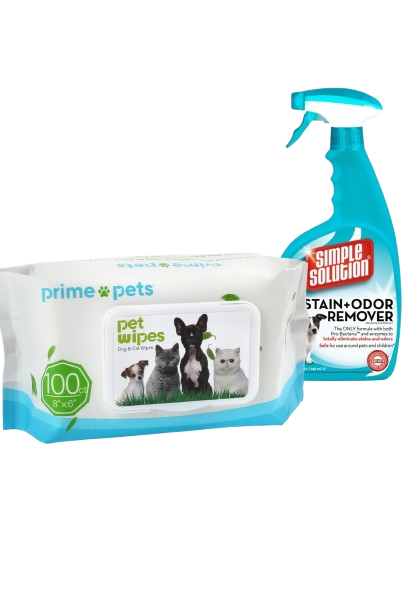 prime pets
prime pets
pet
wipes
Dog & Cat Wipes
100 ct
8"x6"
SIMPLE
SOLUTION
STAIN+ODOR
REMOVER
The ONLY formula with both
Pro-Bacteria™ and enzymes to
totally eliminate stains and odors
Safe for use around pets and children